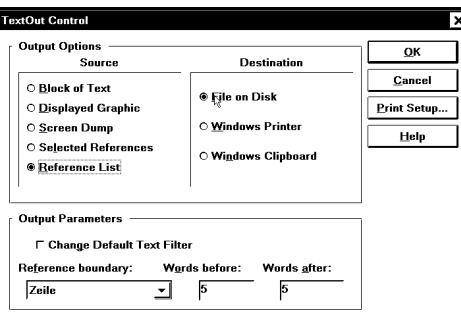 TextOut Control
Output Options
Source
Destination
Block of Text
Displayed Graphic
Screen Dump
Selected References
Reference List
File on Disk
Windows Printer
Windows Clipboard
OK
Cancel
Print Setup...
Help
Output Parameters
Change Default Text Filter
Reference boundary: Words before: Words after:
Zeile 5 5